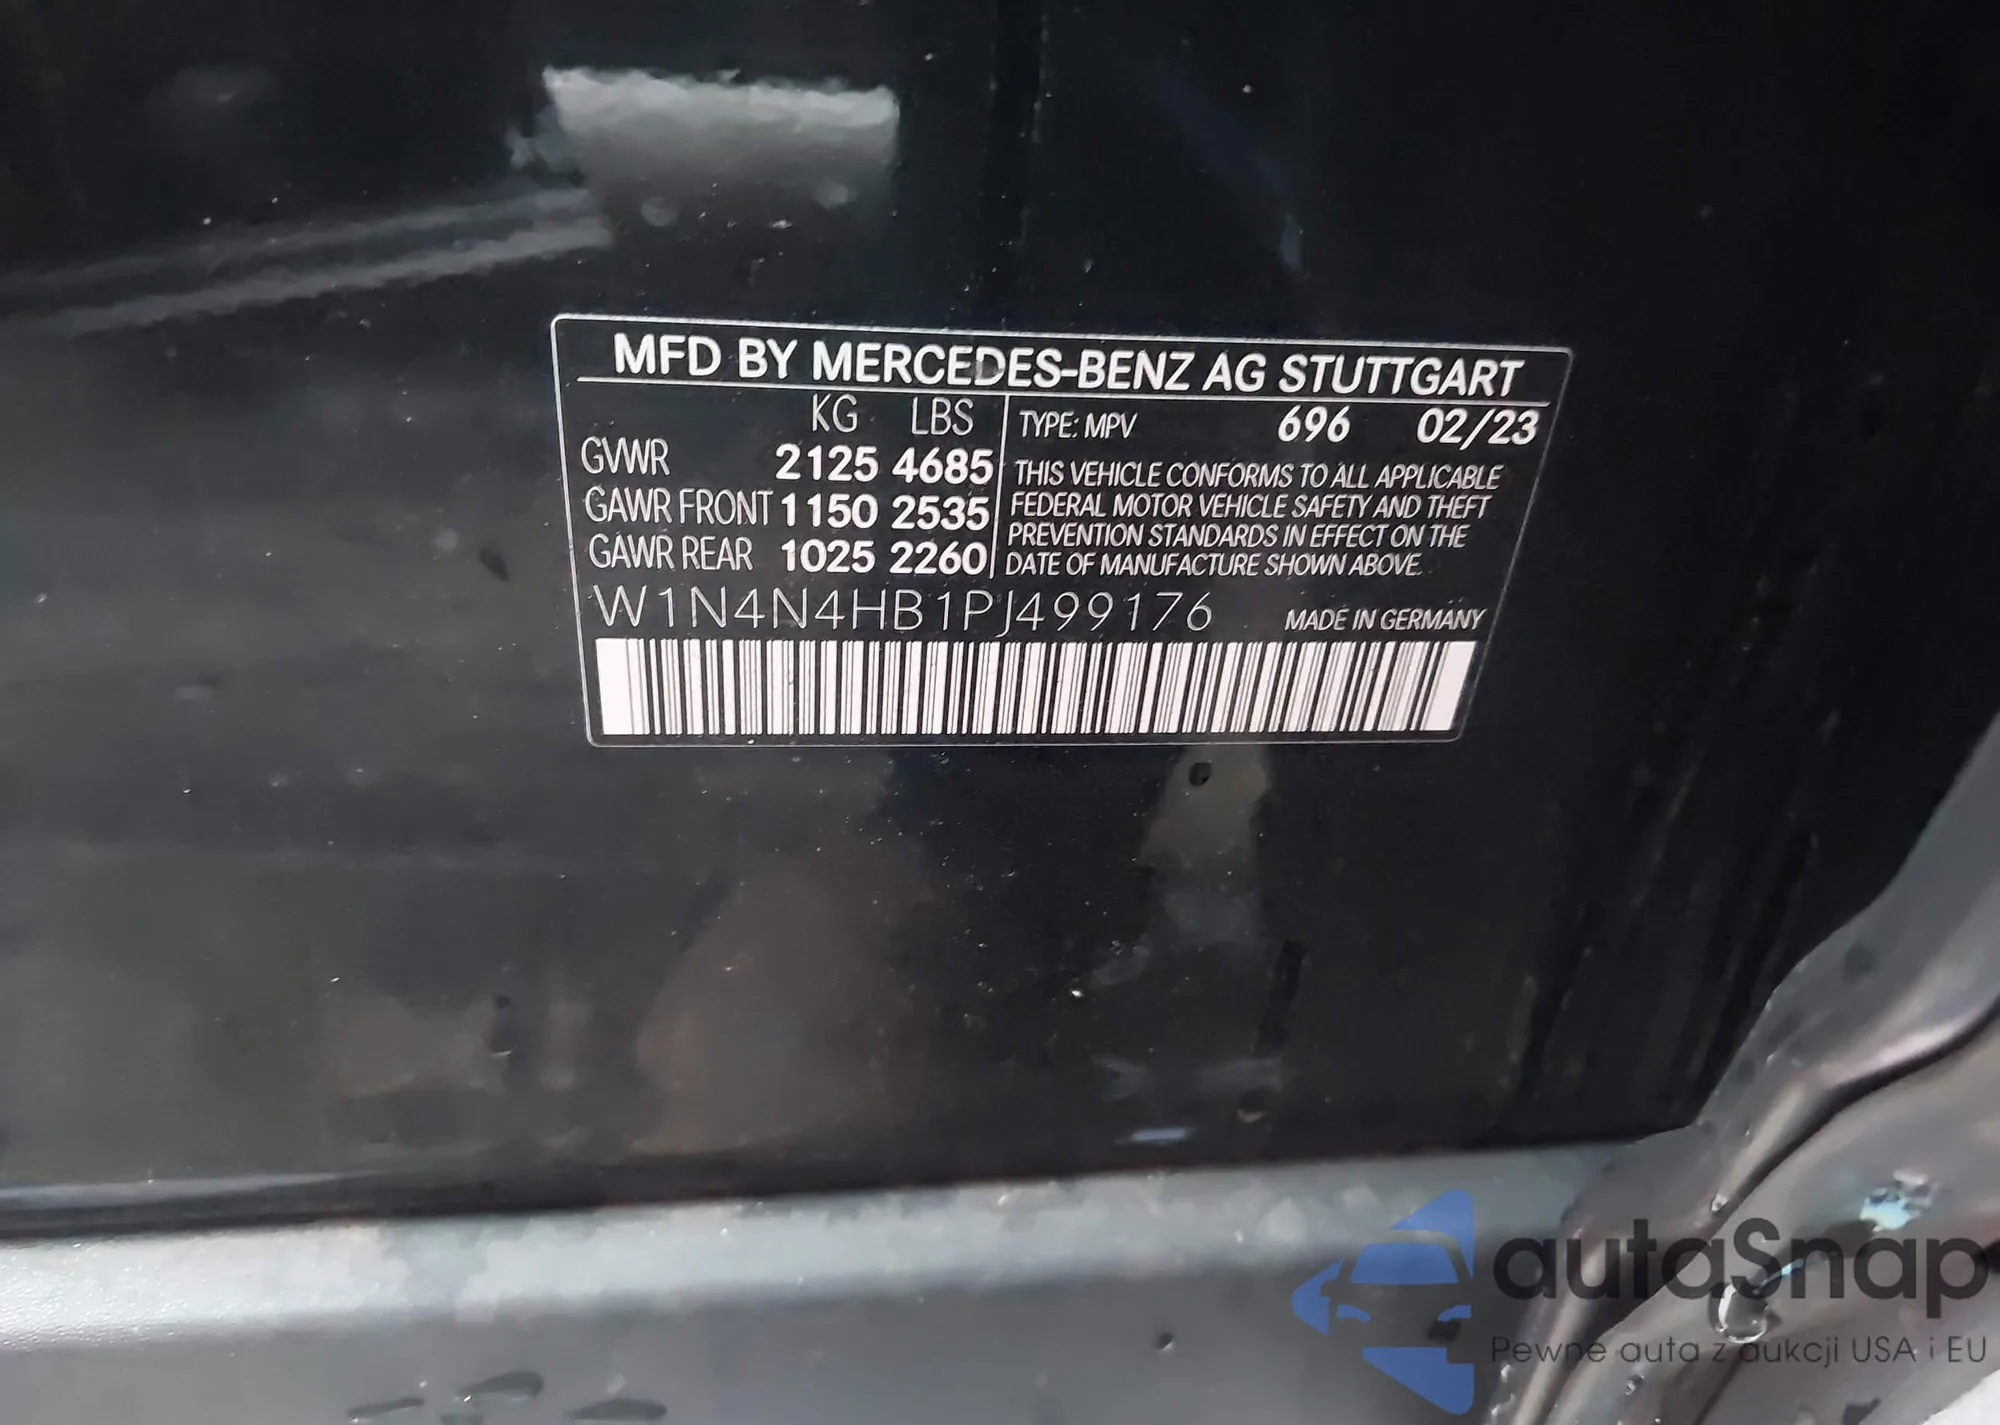 MFD BY MERCEDES-BENZ AG STUTTGART
KG LBS
GVWR 2125 4685
GAWR FRONT 1150 2535
GAWR REAR 1025 2260
TYPE: MPV 696 02/23
THIS VEHICLE CONFORMS TO ALL APPLICABLE
FEDERAL MOTOR VEHICLE SAFETY AND THEFT
PREVENTION STANDARDS IN EFFECT ON THE
DATE OF MANUFACTURE SHOWN ABOVE.
W1N4N4HB1PJ499176 MADE IN GERMANY
autoSnap
Pewne auta z aukcji USA i EU